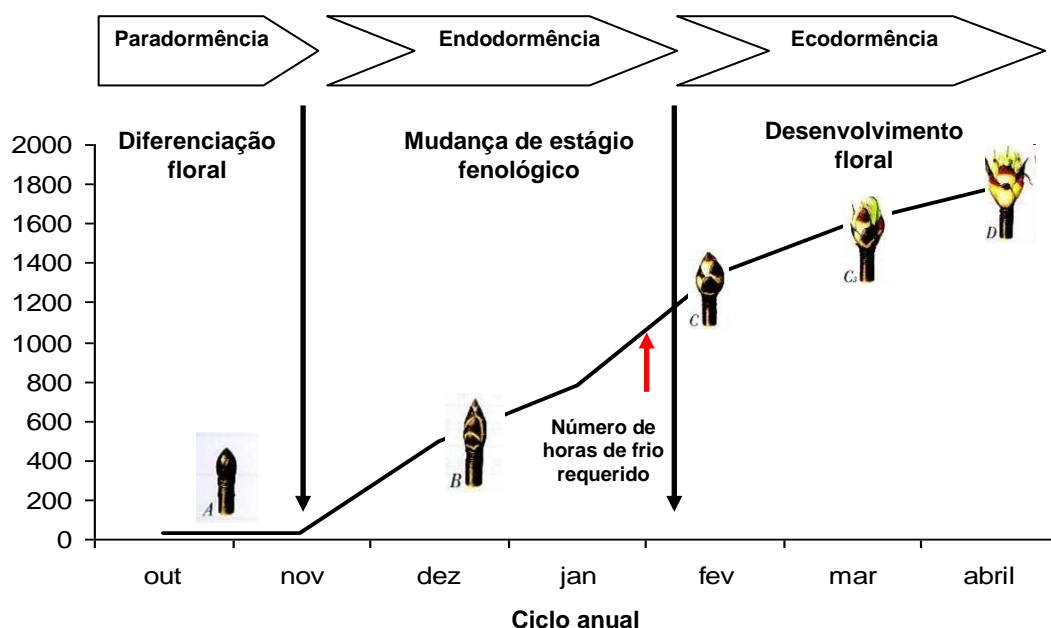 Paradormência
Endodormência
Ecodormência
Diferenciação
floral
Mudança de estágio
fenológico
Desenvolvimento
floral
2000
1800
1600
1400
1200
1000
800
600
400
200
0
A
B
C
C₃
D
Número de
horas de frio
requerido
out nov dez jan fev mar abril
Ciclo anual